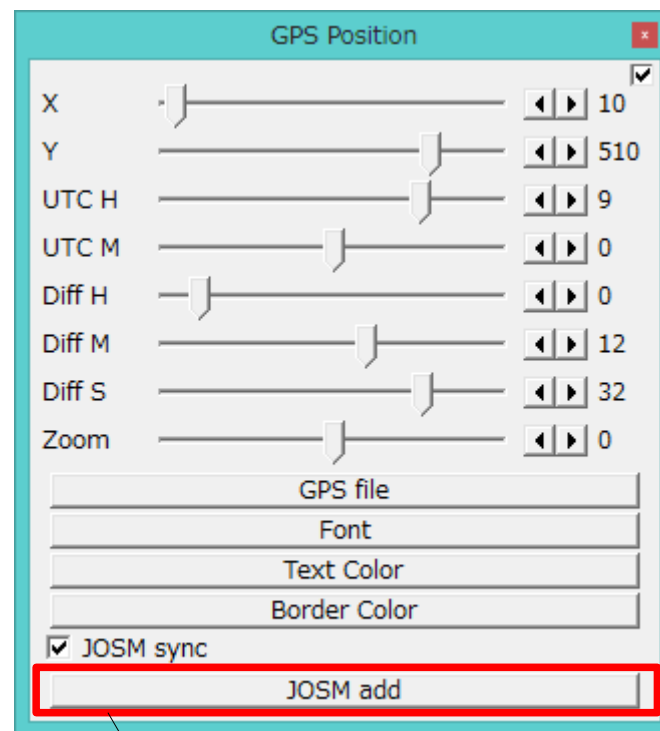 GPS Position
X 10
Y 510
UTC H 9
UTC M 0
Diff H 0
Diff M 12
Diff S 32
Zoom 0
GPS file
Font
Text Color
Border Color
JOSM sync
JOSM add